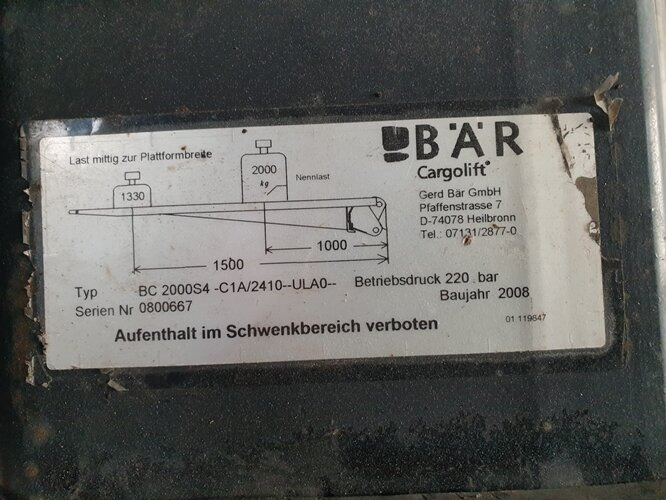 BÄR
Cargolift
Gerd Bär GmbH
Pfaffenstrasse 7
D-74078 Heilbronn
Tel.: 07131/2877-0
Last mittig zur Plattformbreite
2000
kg
Nennlast
1330
1000
1500
Typ BC 2000S4 -C1A/2410--ULA0-- Betriebsdruck 220 bar
Serien Nr 0800667 Baujahr 2008
Aufenthalt im Schwenkbereich verboten
01 119847